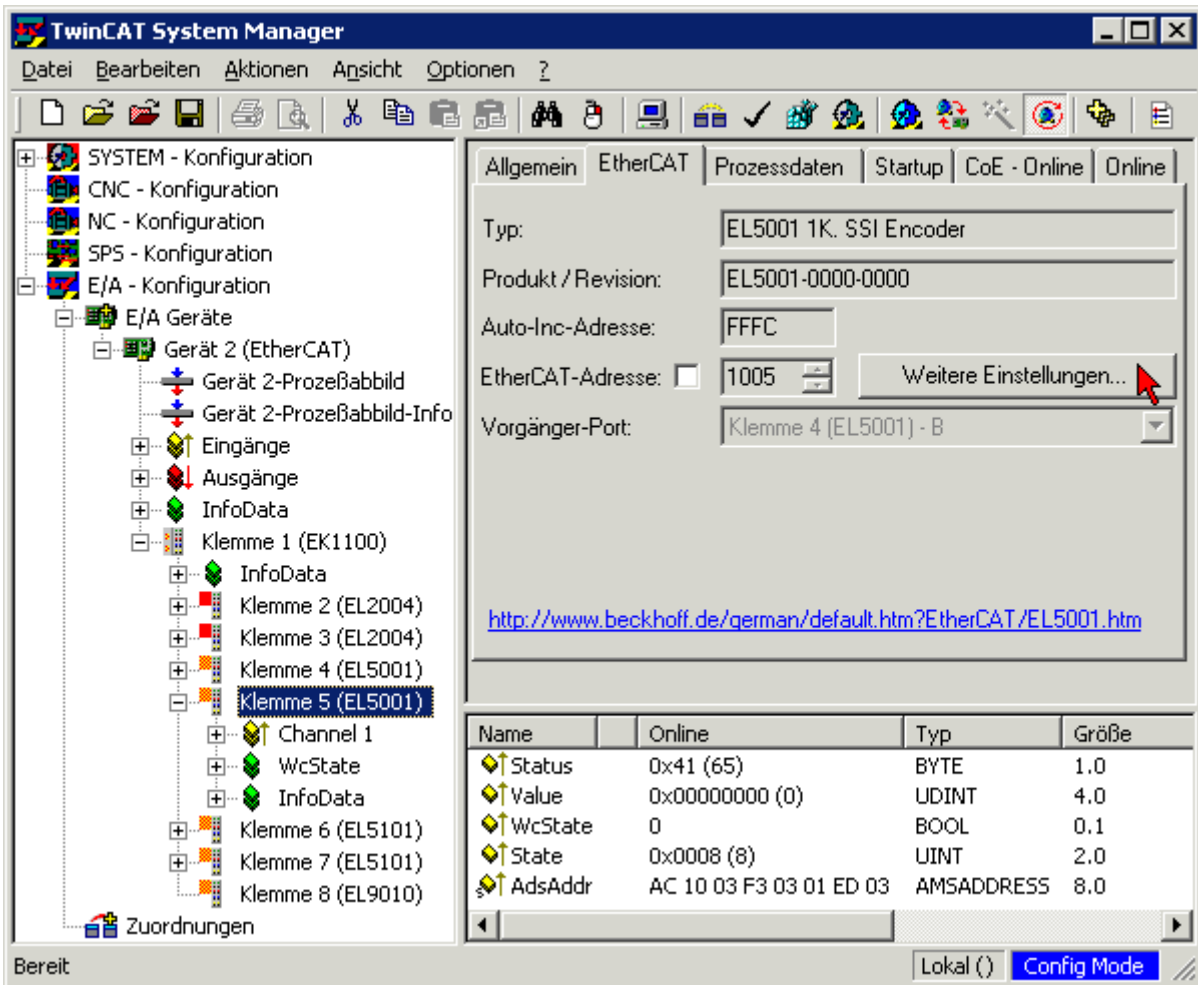 TwinCAT System Manager
Datei Bearbeiten Aktionen Ansicht Optionen ?
SYSTEM - Konfiguration
CNC - Konfiguration
NC - Konfiguration
SPS - Konfiguration
E/A - Konfiguration
E/A Geräte
Gerät 2 (EtherCAT)
Gerät 2-Prozeßabbild
Gerät 2-Prozeßabbild-Info
Eingänge
Ausgänge
InfoData
Klemme 1 (EK1100)
InfoData
Klemme 2 (EL2004)
Klemme 3 (EL2004)
Klemme 4 (EL5001)
Klemme 5 (EL5001)
Channel 1
WcState
InfoData
Klemme 6 (EL5101)
Klemme 7 (EL5101)
Klemme 8 (EL9010)
Zuordnungen
Allgemein EtherCAT Prozessdaten Startup CoE - Online Online
Typ: EL5001 1K. SSI Encoder
Produkt / Revision: EL5001-0000-0000
Auto-Inc-Adresse: FFFC
EtherCAT-Adresse: 1005 Weitere Einstellungen...
Vorgänger-Port: Klemme 4 (EL5001) - B
http://www.beckhoff.de/german/default.htm?EtherCAT/EL5001.htm
Name Online Typ Größe
Status 0x41 (65) BYTE 1.0
Value 0x00000000 (0) UDINT 4.0
WcState 0 BOOL 0.1
State 0x0008 (8) UINT 2.0
AdsAddr AC 10 03 F3 03 01 ED 03 AMSADDRESS 8.0
Bereit Lokal () Config Mode